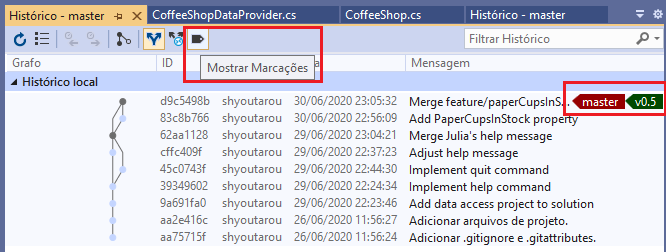 Histórico - master CoffeeShopDataProvider.cs CoffeeShop.cs Histórico - master
Filtrar Histórico
Grafo ID Mensagem
Mostrar Marcações
Histórico local
d9c5498b shyoutarou 30/06/2020 23:05:32 Merge feature/paperCupsInS... master v0.5
83c8b766 shyoutarou 30/06/2020 22:56:09 Add PaperCupsInStock property
62aa1128 shyoutarou 29/06/2020 23:04:21 Merge Julia's help message
cffc409f shyoutarou 29/06/2020 22:37:23 Adjust help message
45c0743f shyoutarou 29/06/2020 22:44:30 Implement quit command
39349602 shyoutarou 29/06/2020 22:24:34 Implement help command
9a691fa0 shyoutarou 29/06/2020 22:23:46 Add data access project to solution
aa2e416c shyoutarou 26/06/2020 11:56:27 Adicionar arquivos de projeto.
aa75715f shyoutarou 26/06/2020 11:56:24 Adicionar .gitignore e .gitattributes.